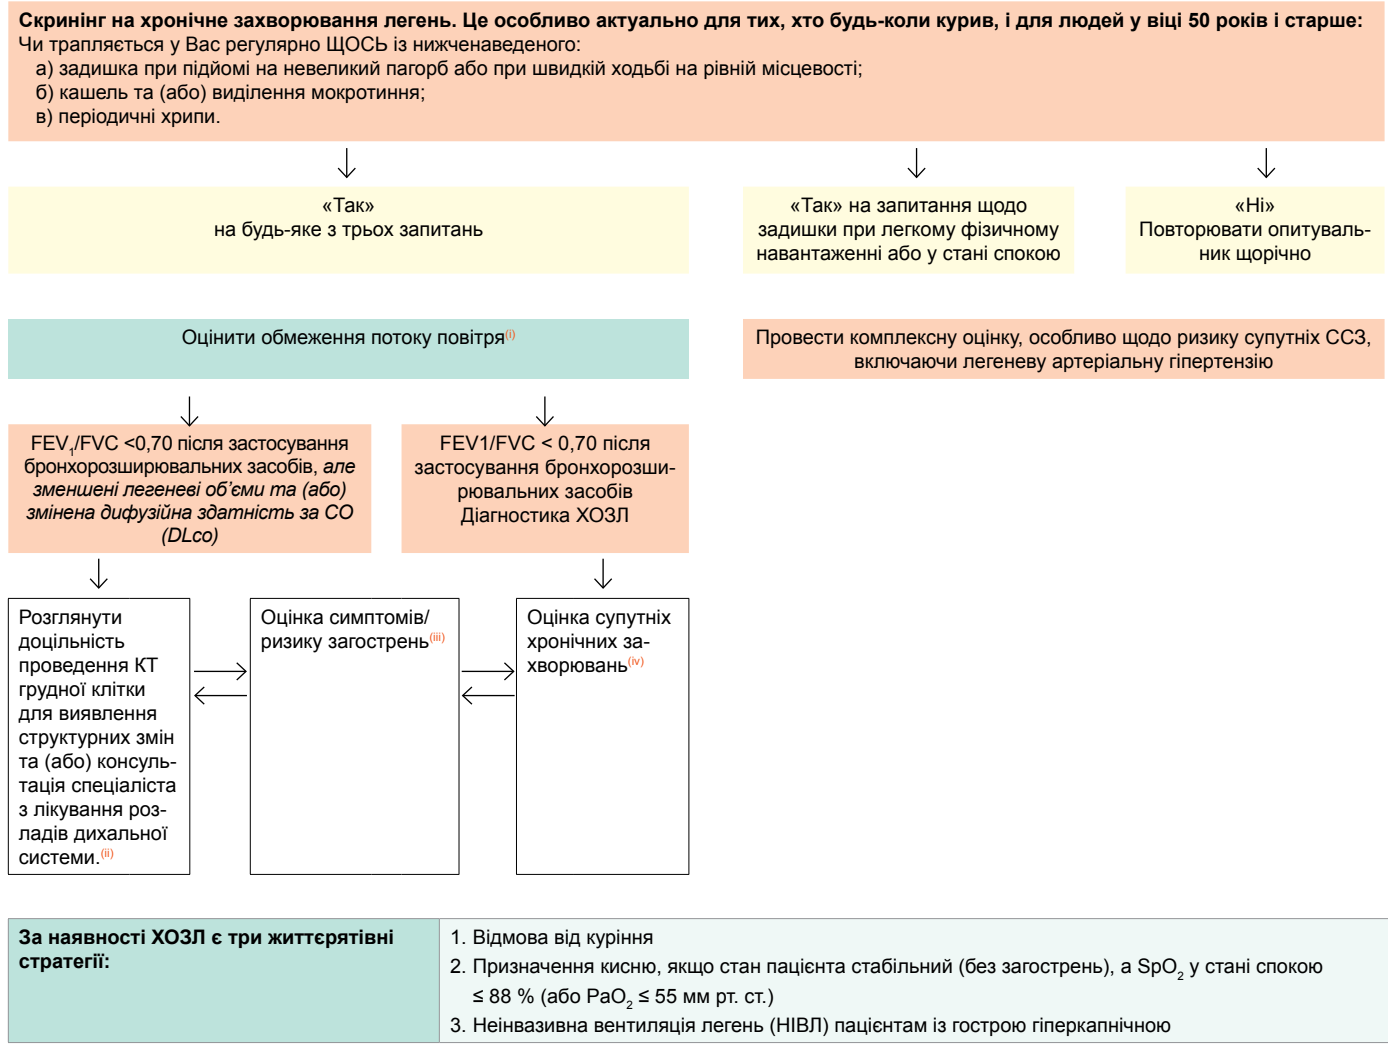 Скринінг на хронічне захворювання легень. Це особливо актуально для тих, хто будь-коли курив, і для людей у віці 50 років і старше:
Чи трапляється у Вас регулярно ЩОСЬ із нижченаведеного:
а) задишка при підйомі на невеликий пагорб або при швидкій ходьбі на рівній місцевості;
б) кашель та (або) виділення мокротиння;
в) періодичні хрипи.
«Так»
на будь-яке з трьох запитань
«Так» на запитання щодо
задишки при легкому фізичному
навантаженні або у стані спокою
«Ні»
Повторювати опитуваль-
ник щорічно
Оцінити обмеження потоку повітря(i)
Провести комплексну оцінку, особливо щодо ризику супутніх ССЗ,
включаючи легеневу артеріальну гіпертензію
FEV₁/FVC <0,70 після застосування
бронхорозширювальних засобів, але
зменшені легеневі об’єми та (або)
змінена дифузійна здатність за CO
(DLco)
FEV1/FVC < 0,70 після
застосування бронхорозши-
рювальних засобів
Діагностика ХОЗЛ
Розглянути
доцільність
проведення КТ
грудної клітки
для виявлення
структурних змін
та (або) консуль-
тація спеціаліста
з лікування роз-
ладів дихальної
системи.(ii)
Оцінка симптомів/
ризику загострень(iii)
Оцінка супутніх
хронічних за-
хворювань(iv)
За наявності ХОЗЛ є три життєрятівні
стратегії:
1. Відмова від куріння
2. Призначення кисню, якщо стан пацієнта стабільний (без загострень), а SpO₂ у стані спокою
≤ 88 % (або PaO₂ ≤ 55 мм рт. ст.)
3. Неінвазивна вентиляція легень (НІВЛ) пацієнтам із гострою гіперкапнічною